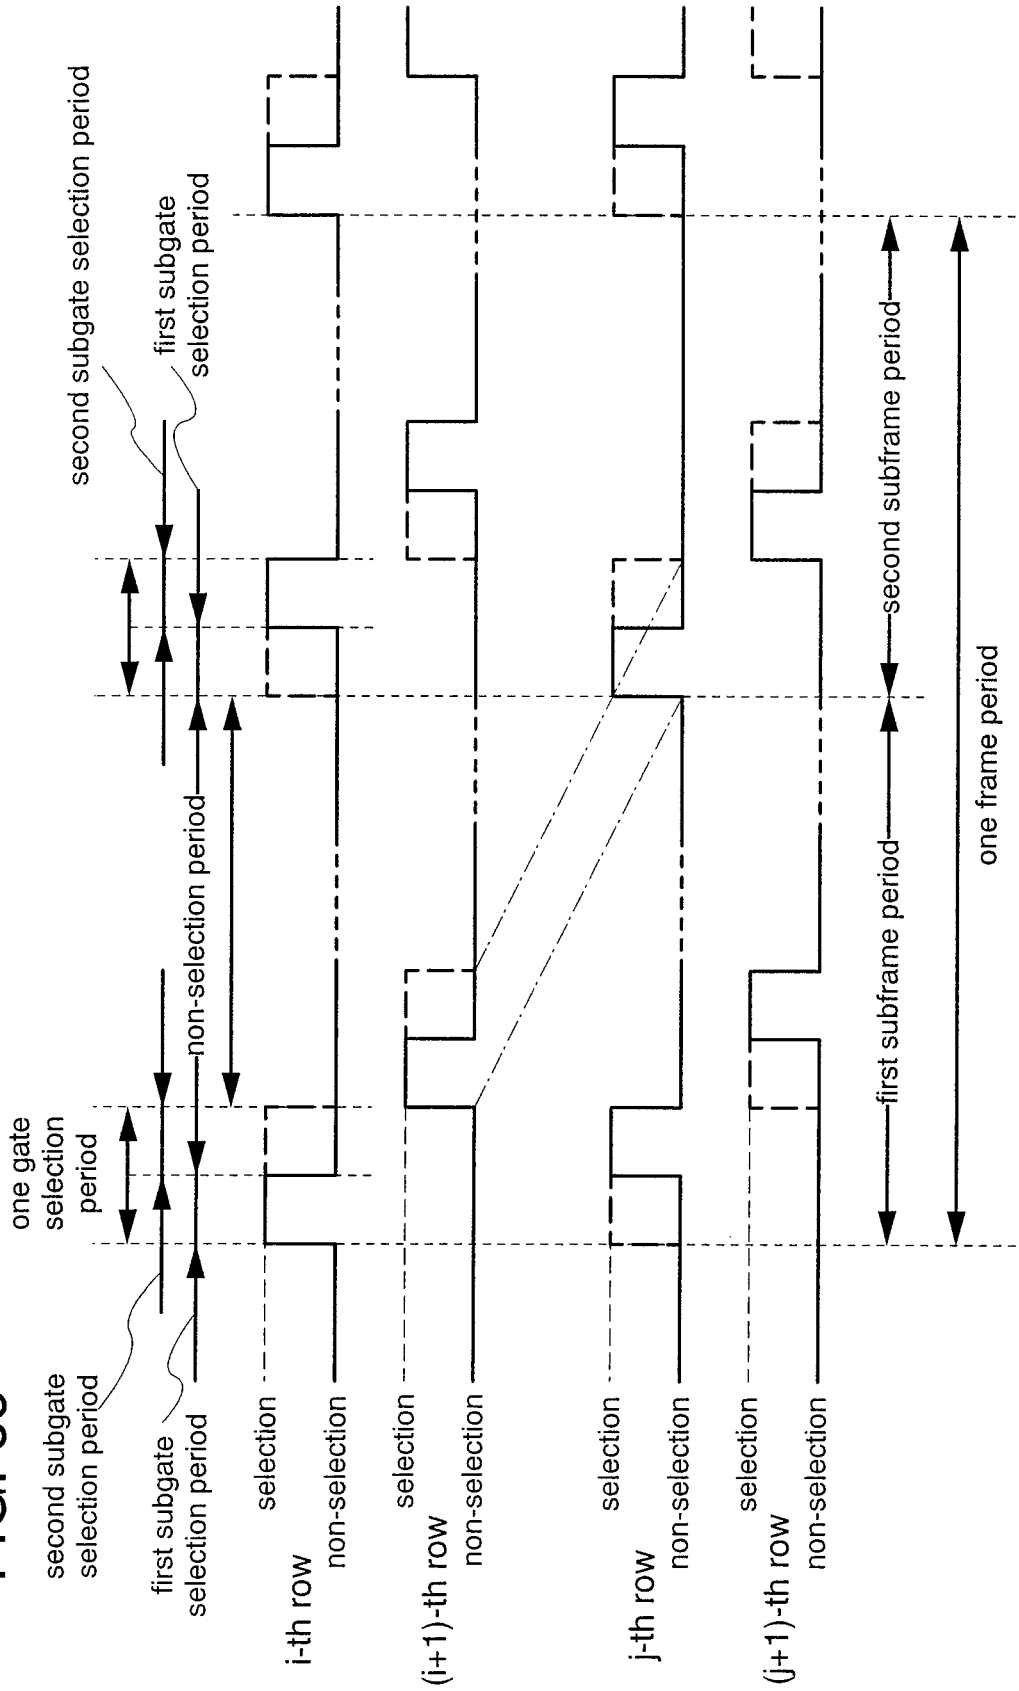 one gate
selection
period
second subgate
selection period
first subgate
selection period
second subgate selection period
first subgate
selection period
non-selection period
i-th row
selection
non-selection
(i+1)-th row
selection
non-selection
j-th row
selection
non-selection
(j+1)-th row
selection
non-selection
first subframe period
second subframe period
one frame period